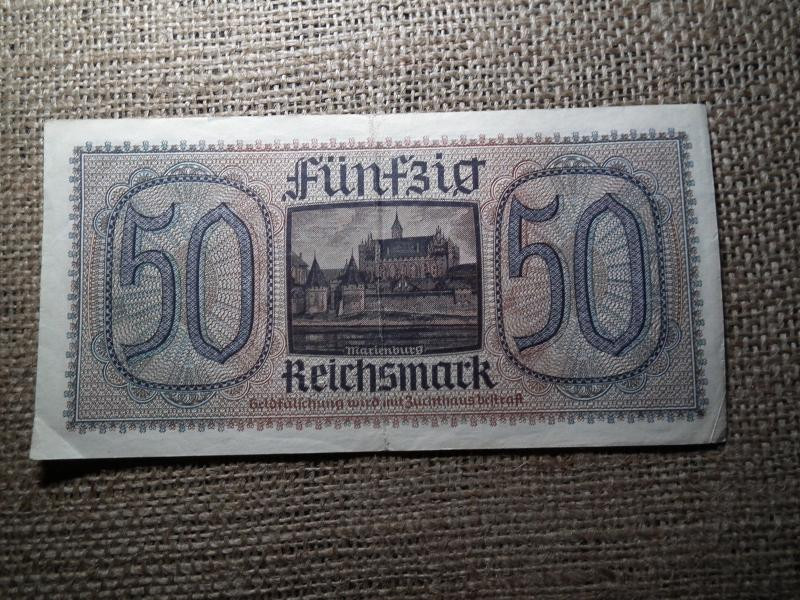 Fünfzig
50
50
Marienburg
Reichsmark
Geldfälschung wird mit Zuchthaus bestraft